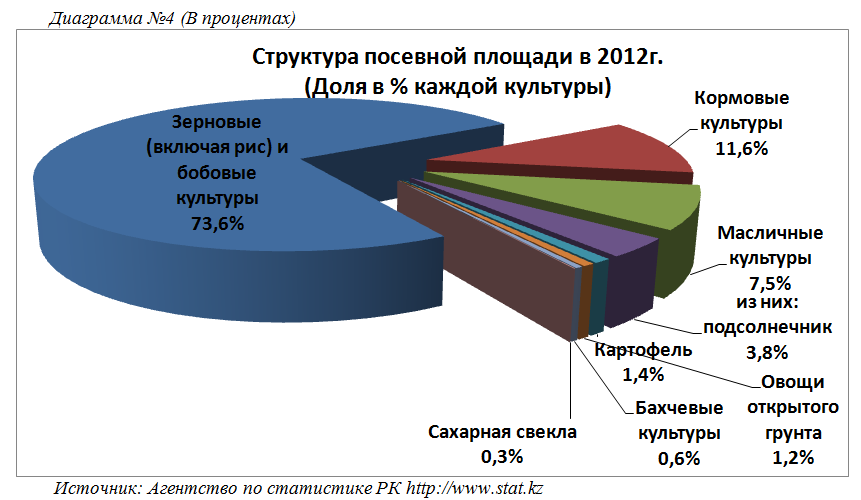 Диаграмма №4 (В процентах)
Структура посевной площади в 2012г.
(Доля в % каждой культуры)
Зерновые
(включая рис) и
бобовые
культуры
73,6%
Кормовые
культуры
11,6%
Масличные
культуры
7,5%
из них:
подсолнечник
3,8%
Картофель
1,4%
Овощи
открытого
грунта
1,2%
Бахчевые
культуры
0,6%
Сахарная свекла
0,3%
Источник: Агентство по статистике РК http://www.stat.kz